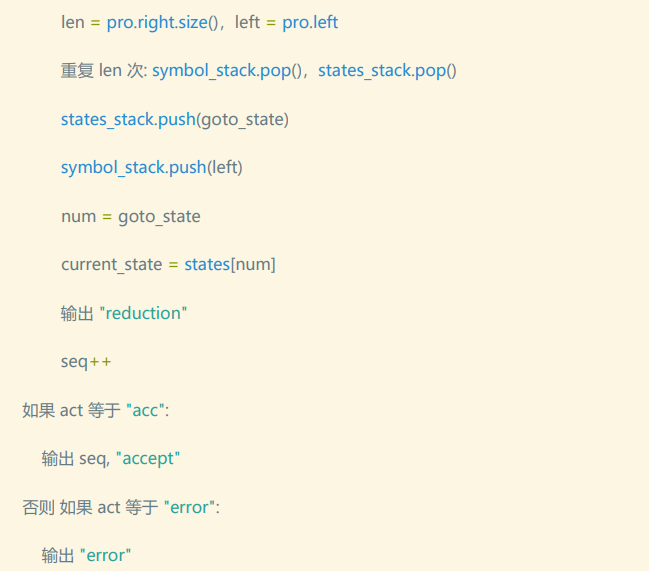 len = pro.right.size()，left = pro.left
重复 len 次: symbol_stack.pop()，states_stack.pop()
states_stack.push(goto_state)
symbol_stack.push(left)
num = goto_state
current_state = states[num]
输出 "reduction"
seq++
如果 act 等于 "acc":
输出 seq, "accept"
否则 如果 act 等于 "error":
输出 "error"